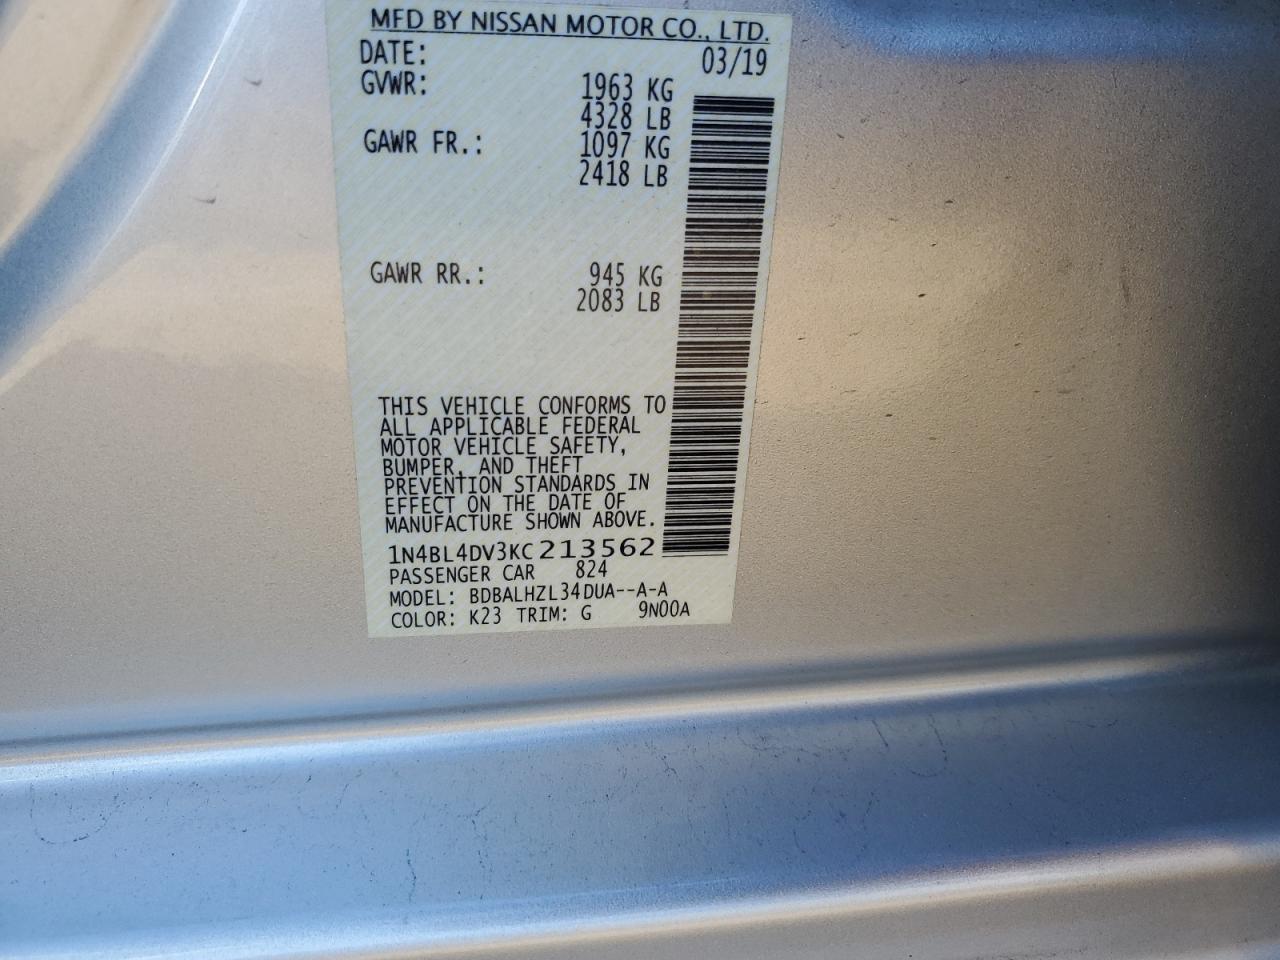 MFD BY NISSAN MOTOR CO., LTD.
DATE: 03/19
GVWR: 1963 KG
4328 LB
GAWR FR.: 1097 KG
2418 LB
GAWR RR.: 945 KG
2083 LB
THIS VEHICLE CONFORMS TO
ALL APPLICABLE FEDERAL
MOTOR VEHICLE SAFETY,
BUMPER, AND THEFT
PREVENTION STANDARDS IN
EFFECT ON THE DATE OF
MANUFACTURE SHOWN ABOVE.
1N4BL4DV3KC213562
PASSENGER CAR 824
MODEL: BDBALHZL34DUA--A-A
COLOR: K23 TRIM: G 9N00A